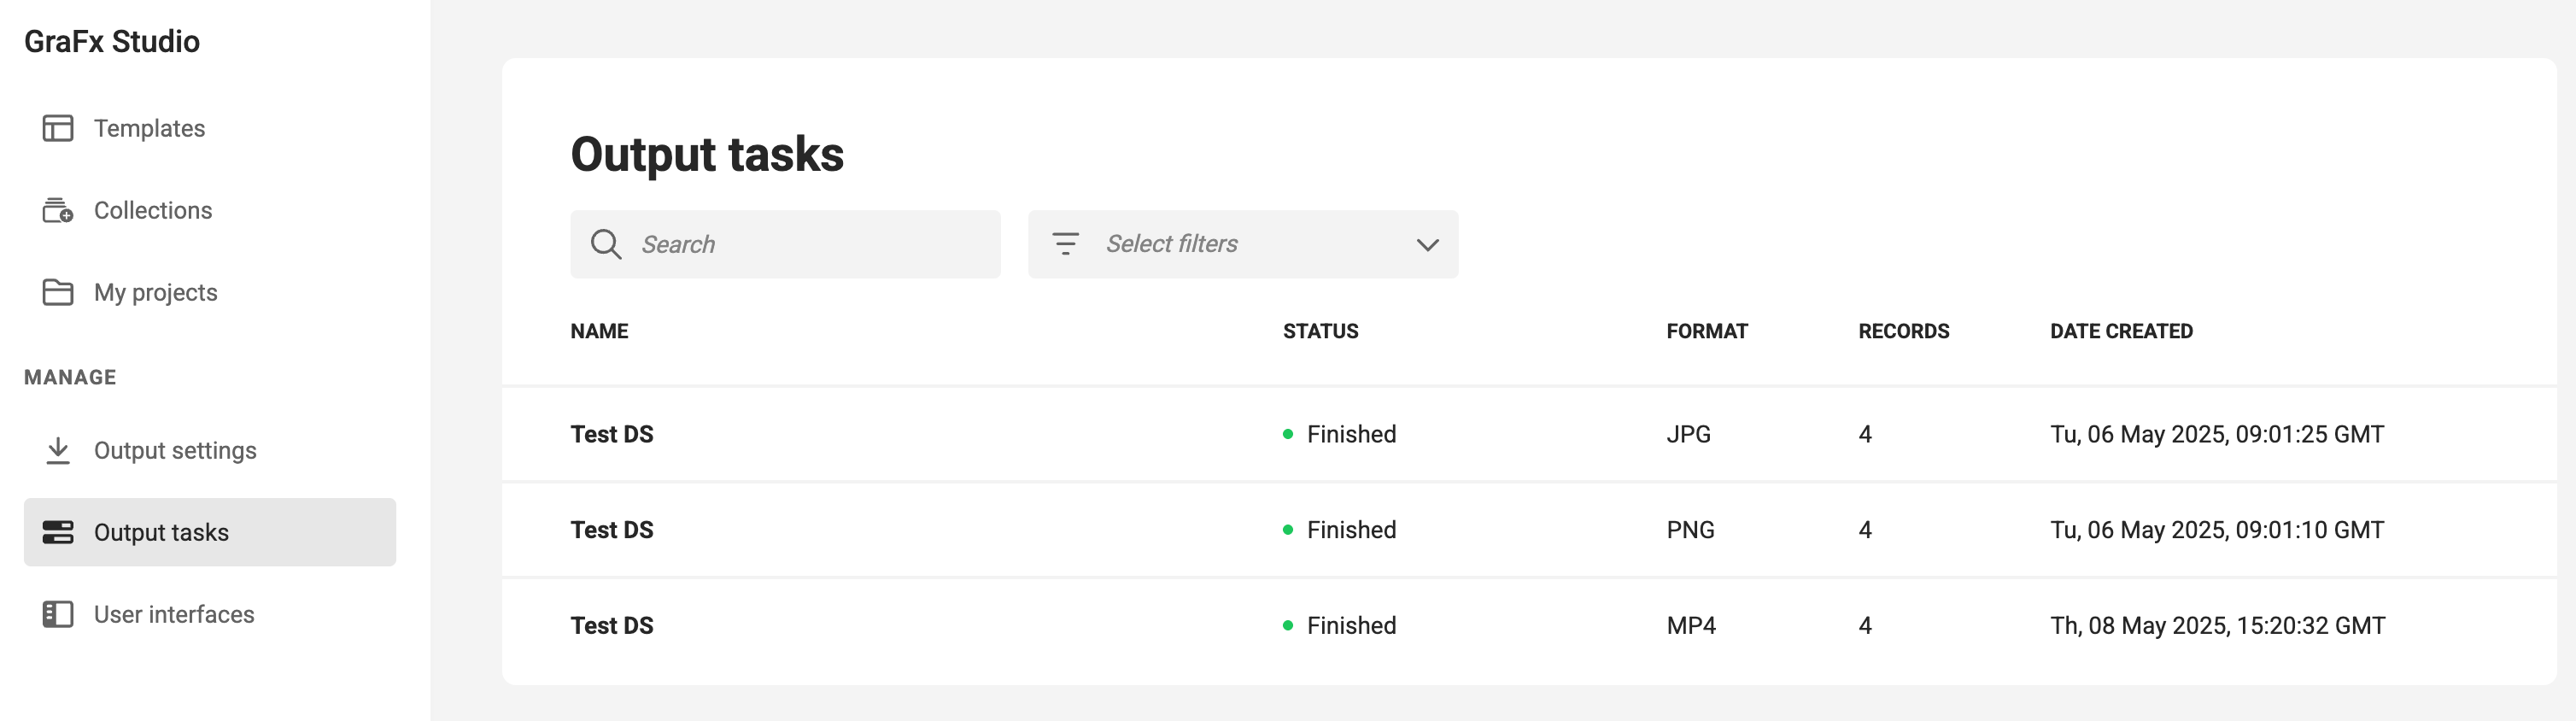 GraFx Studio
Templates
Collections
My projects
MANAGE
Output settings
Output tasks
User interfaces
Output tasks
Search
Select filters
NAME STATUS FORMAT RECORDS DATE CREATED
Test DS Finished JPG 4 Tu, 06 May 2025, 09:01:25 GMT
Test DS Finished PNG 4 Tu, 06 May 2025, 09:01:10 GMT
Test DS Finished MP4 4 Th, 08 May 2025, 15:20:32 GMT